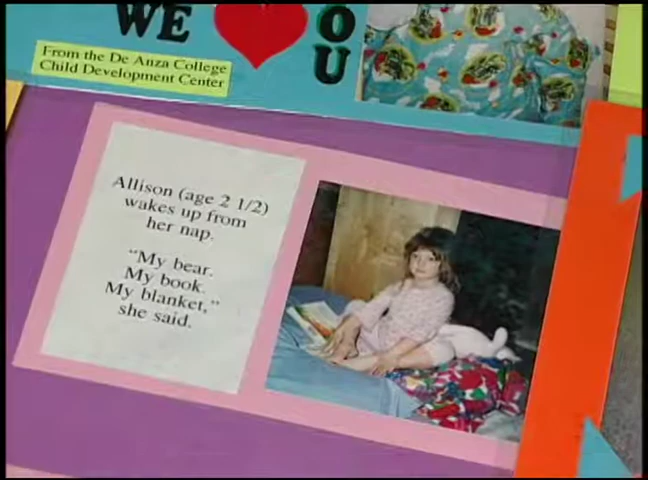 WE O
U
From the De Anza College
Child Development Center
Allison (age 2 1/2)
wakes up from
her nap.
"My bear.
My book.
My blanket,"
she said.